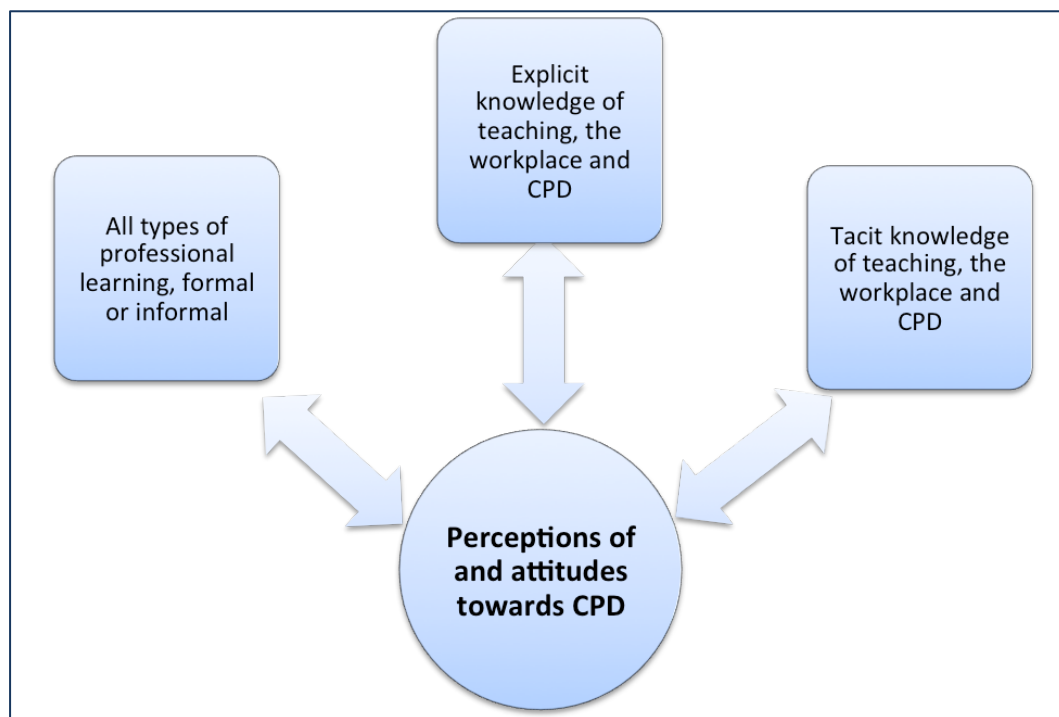 All types of
professional
learning, formal
or informal
Explicit
knowledge of
teaching, the
workplace and
CPD
Tacit knowledge
of teaching, the
workplace and
CPD
Perceptions of
and attitudes
towards CPD